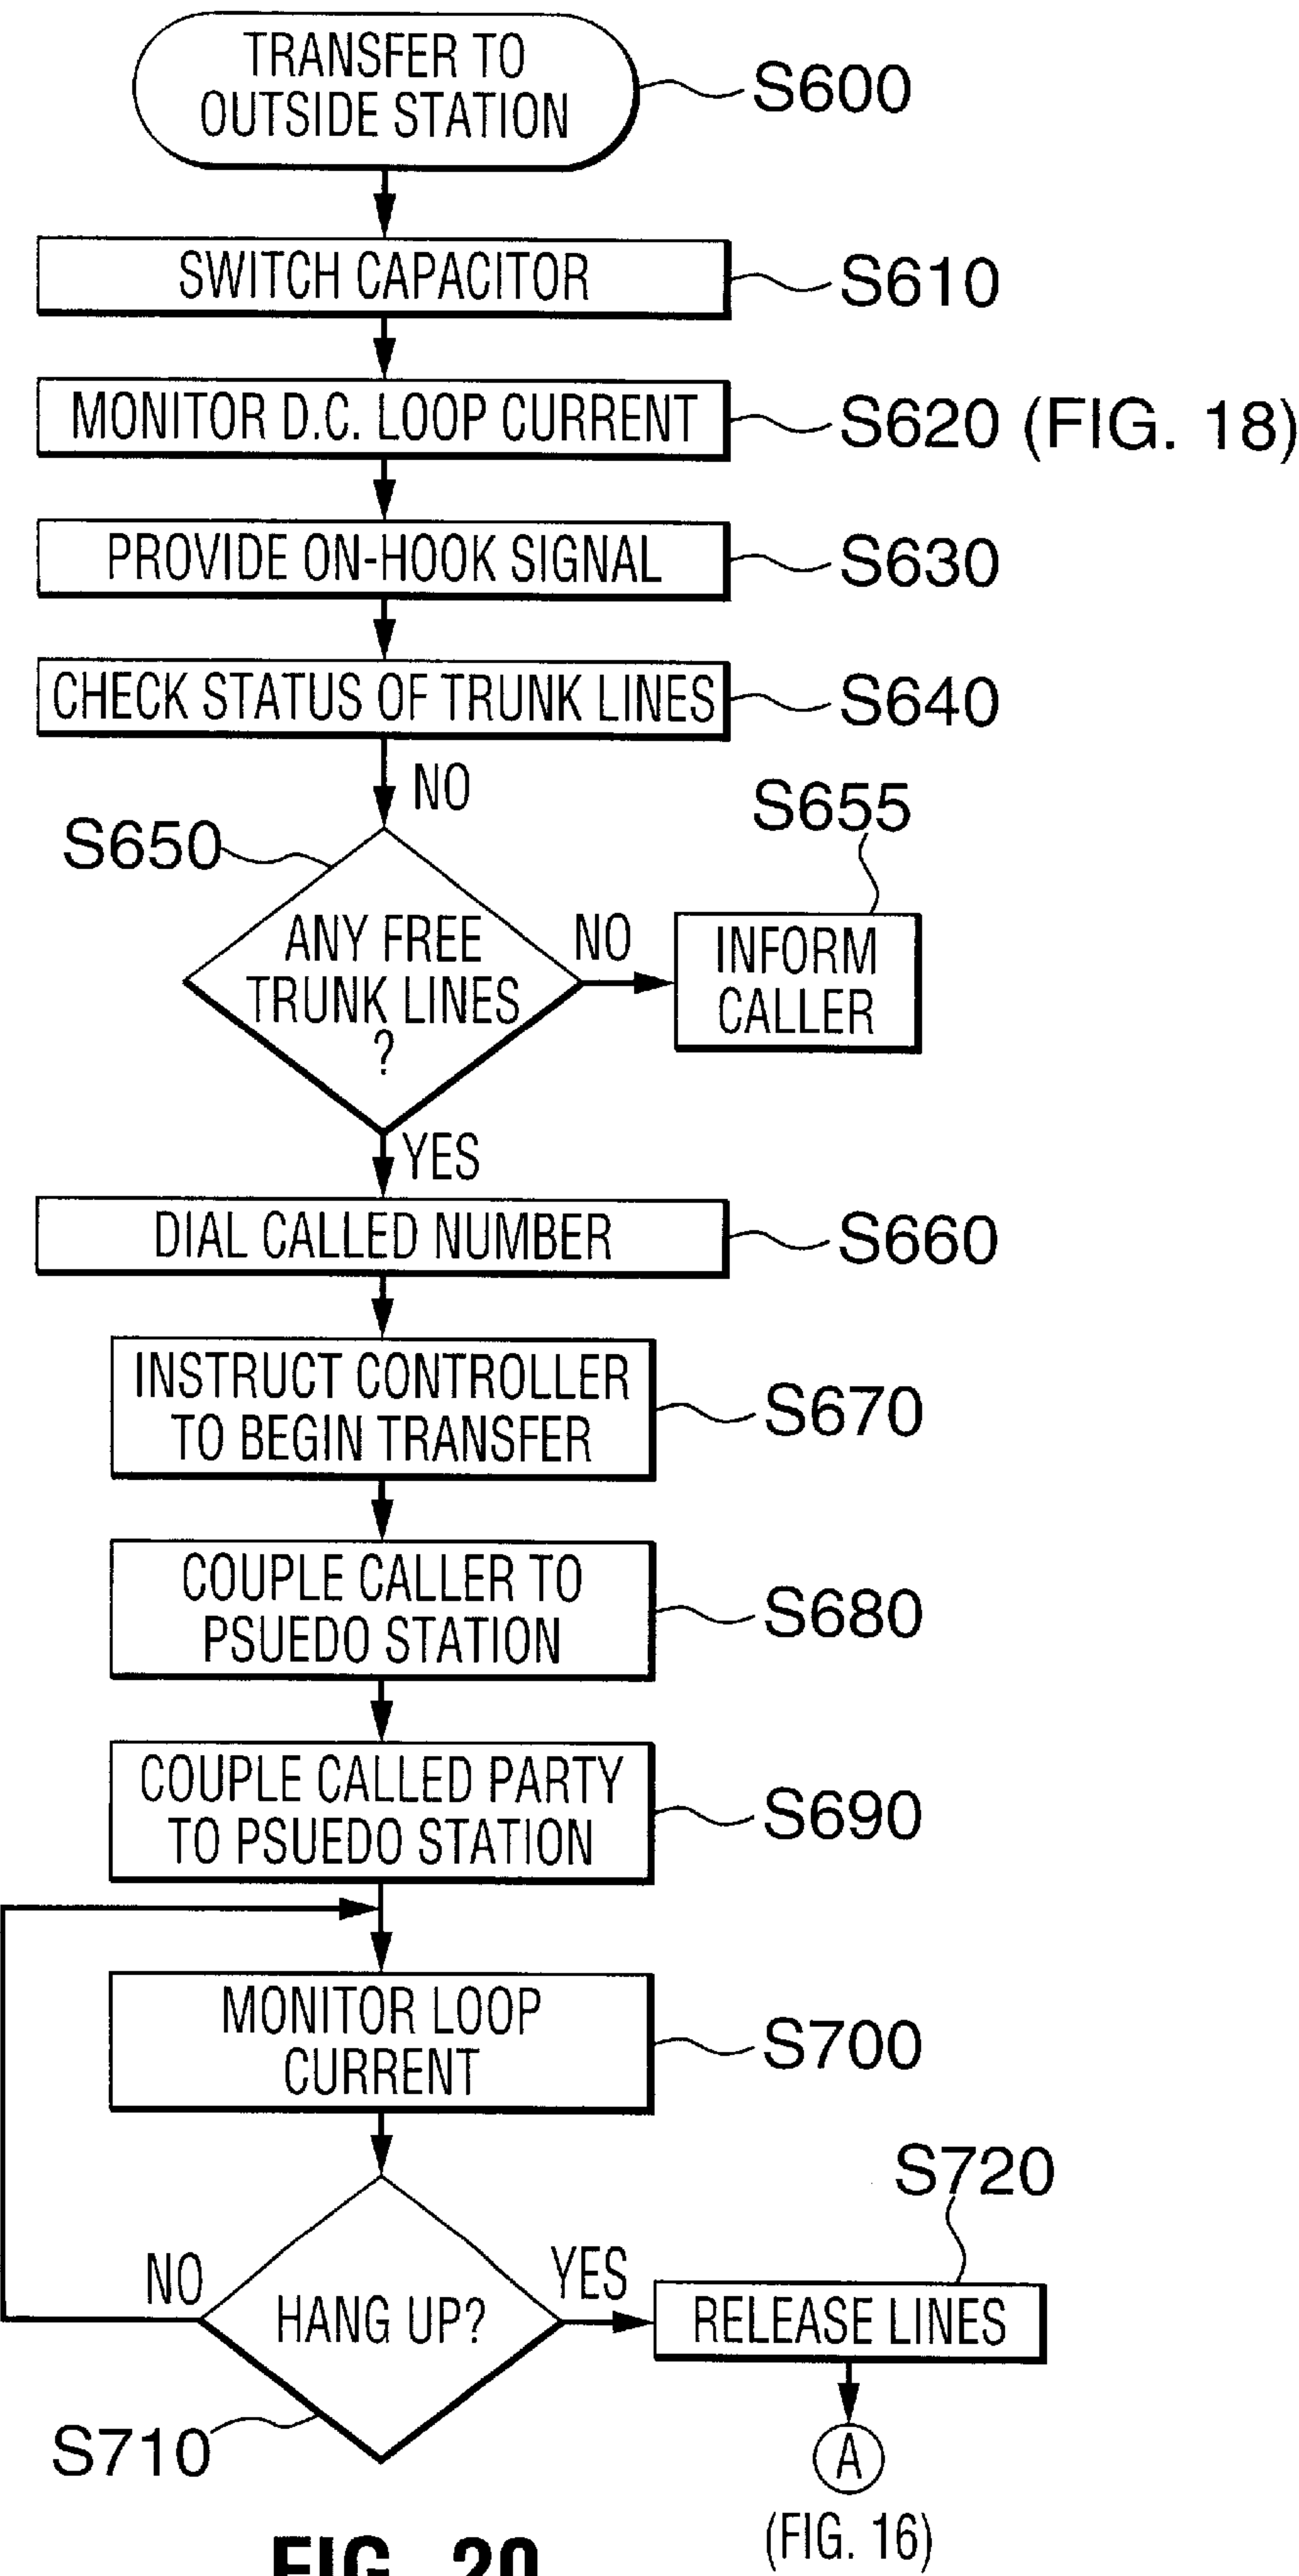 TRANSFER TO
OUTSIDE STATION
S600
SWITCH CAPACITOR
S610
MONITOR D.C. LOOP CURRENT
S620 (FIG. 18)
PROVIDE ON-HOOK SIGNAL
S630
CHECK STATUS OF TRUNK LINES
S640
NO
S650
S655
ANY FREE
TRUNK LINES
?
NO
INFORM
CALLER
YES
DIAL CALLED NUMBER
S660
INSTRUCT CONTROLLER
TO BEGIN TRANSFER
S670
COUPLE CALLER TO
PSUEDO STATION
S680
COUPLE CALLED PARTY
TO PSUEDO STATION
S690
MONITOR LOOP
CURRENT
S700
S720
NO
HANG UP?
YES
RELEASE LINES
S710
A
(FIG. 16)
FIG. 20